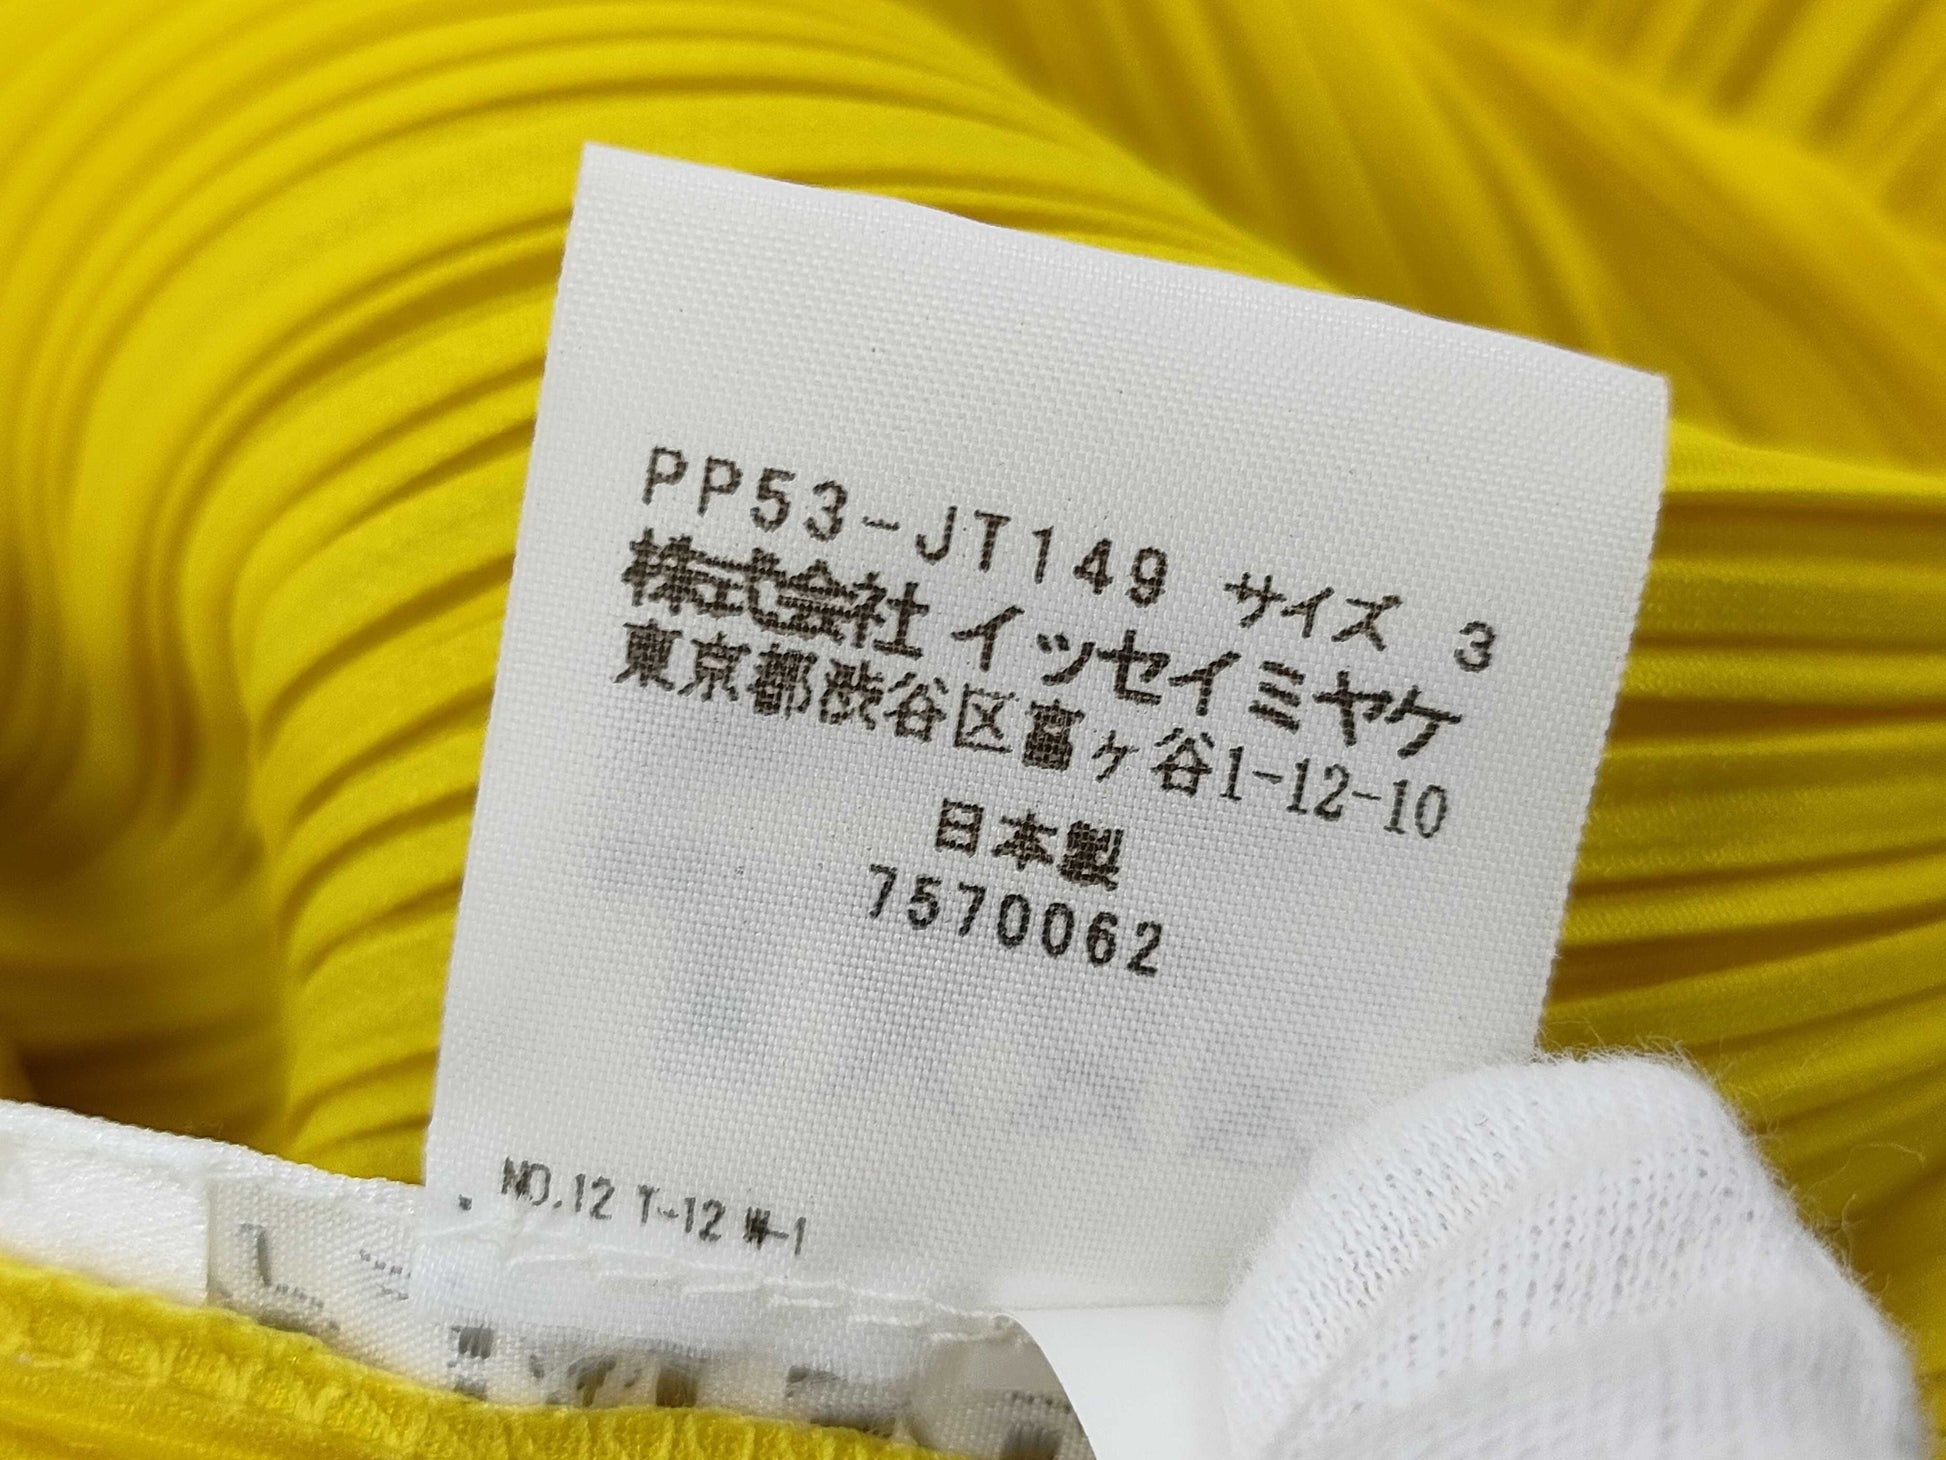 PP53-JT149 サイズ 3
株式会社 イッセイミヤケ
東京都渋谷区富ヶ谷1-12-10
日本製
7570062
NO.12 T-12 W-1